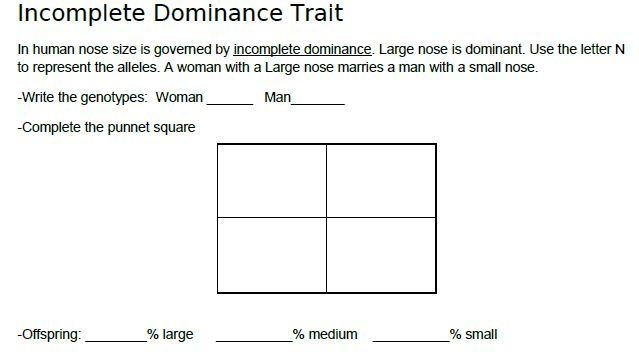 Incomplete Dominance Trait
In human nose size is governed by incomplete dominance. Large nose is dominant. Use the letter N
to represent the alleles. A woman with a Large nose marries a man with a small nose.
-Write the genotypes: Woman ______ Man_______
-Complete the punnet square
-Offspring: ________% large __________% medium __________% small